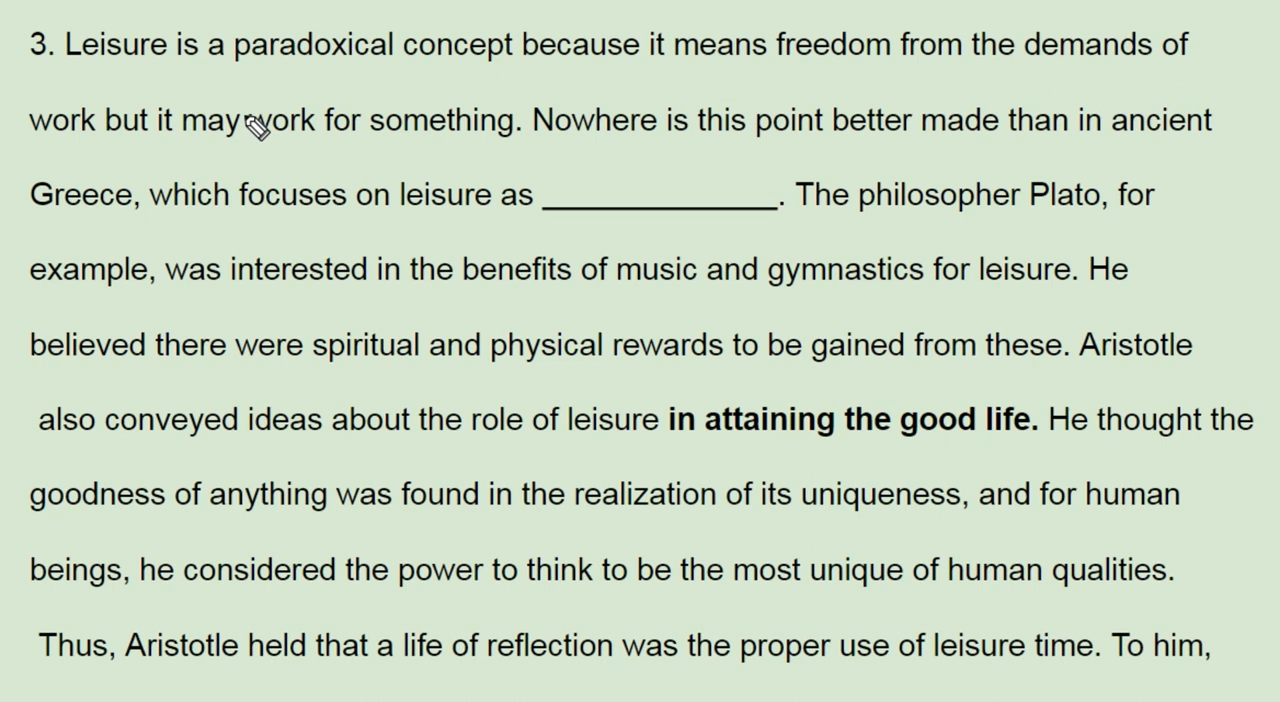 3. Leisure is a paradoxical concept because it means freedom from the demands of
work but it may work for something. Nowhere is this point better made than in ancient
Greece, which focuses on leisure as ______________. The philosopher Plato, for
example, was interested in the benefits of music and gymnastics for leisure. He
believed there were spiritual and physical rewards to be gained from these. Aristotle
also conveyed ideas about the role of leisure in attaining the good life. He thought the
goodness of anything was found in the realization of its uniqueness, and for human
beings, he considered the power to think to be the most unique of human qualities.
Thus, Aristotle held that a life of reflection was the proper use of leisure time. To him,